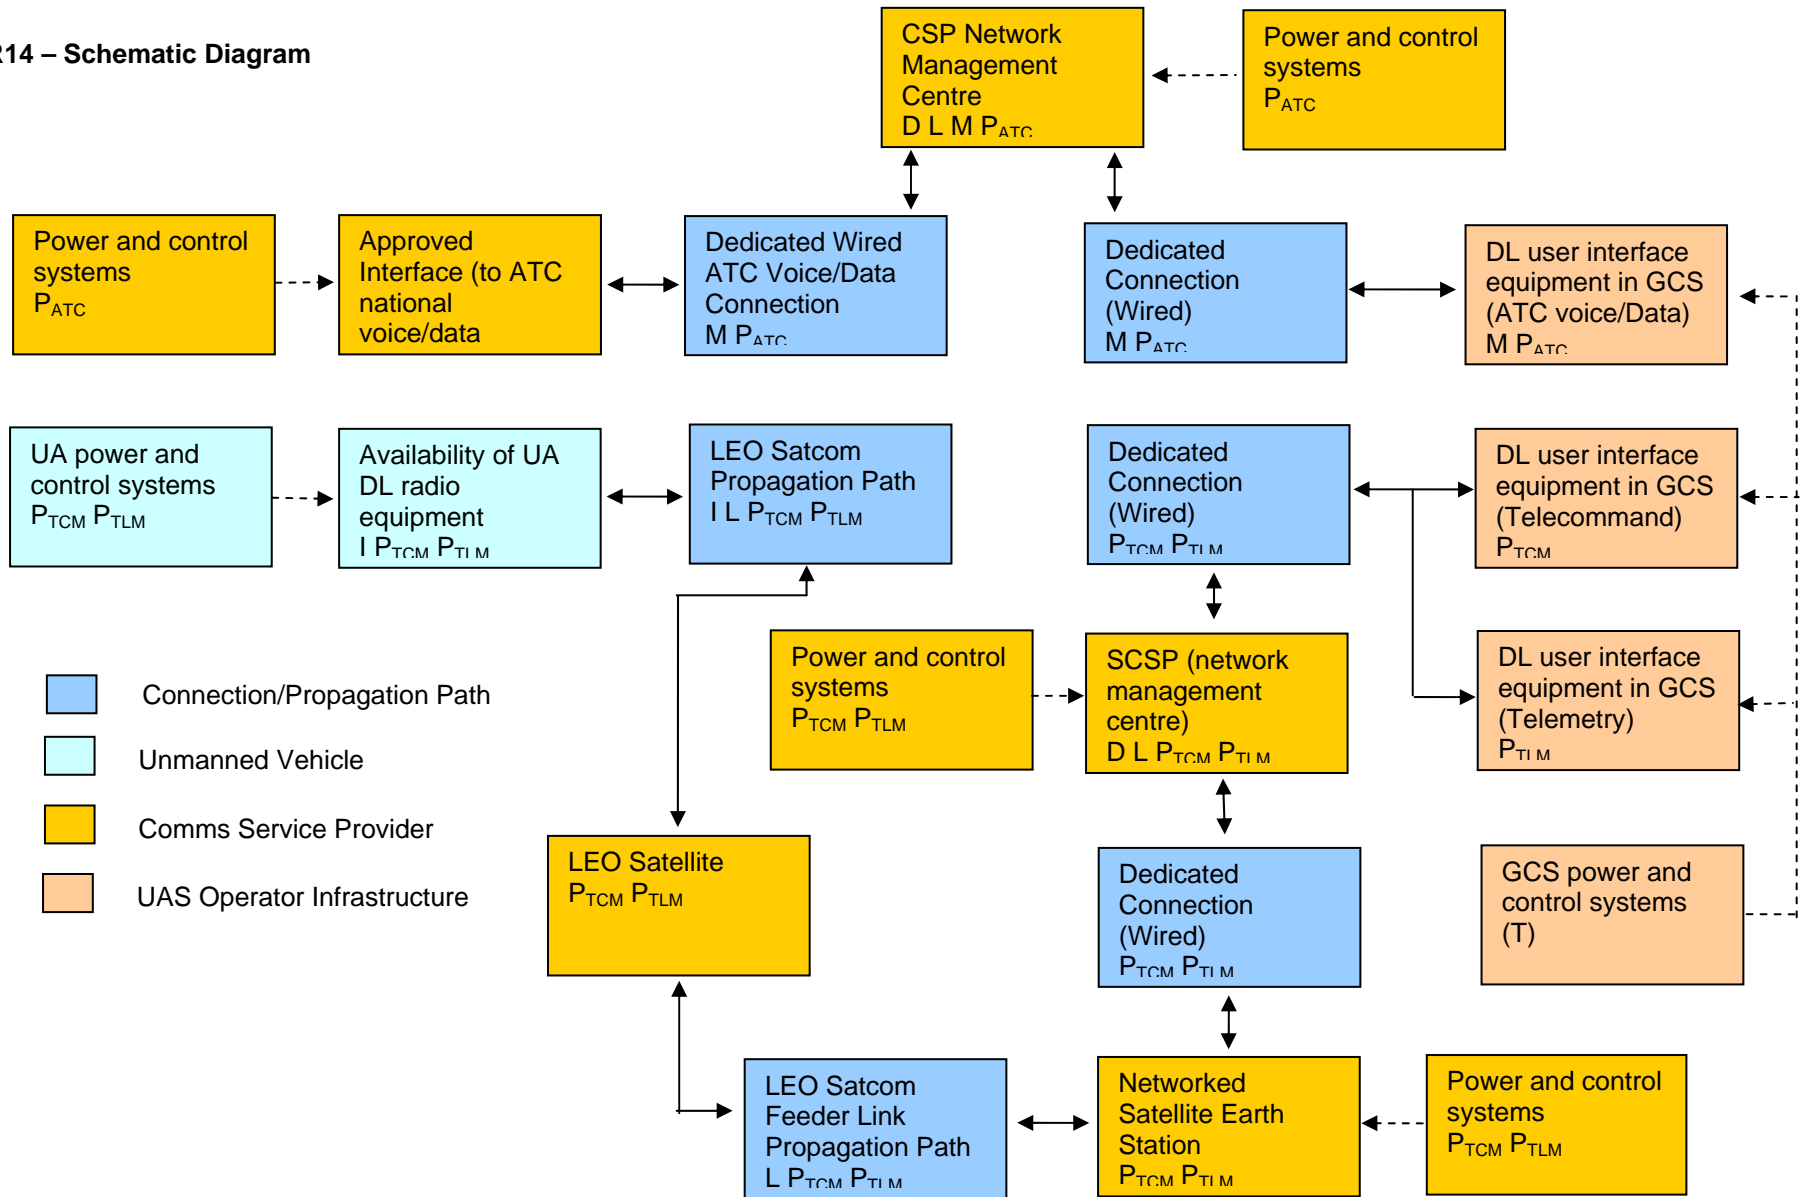 R14 – Schematic Diagram
CSP Network
Management
Centre
D L M PATC
Power and control
systems
PATC
Power and control
systems
PATC
Approved
Interface (to ATC
national
voice/data
Dedicated Wired
ATC Voice/Data
Connection
M PATC
Dedicated
Connection
(Wired)
M PATC
DL user interface
equipment in GCS
(ATC voice/Data)
M PATC
UA power and
control systems
PTCM PTLM
Availability of UA
DL radio
equipment
I PTCM PTLM
LEO Satcom
Propagation Path
I L PTCM PTLM
Dedicated
Connection
(Wired)
PTCM PTLM
DL user interface
equipment in GCS
(Telecommand)
PTCM
Power and control
systems
PTCM PTLM
SCSP (network
management
centre)
D L PTCM PTLM
DL user interface
equipment in GCS
(Telemetry)
PTLM
Connection/Propagation Path
Unmanned Vehicle
Comms Service Provider
UAS Operator Infrastructure
LEO Satellite
PTCM PTLM
Dedicated
Connection
(Wired)
PTCM PTLM
GCS power and
control systems
(T)
LEO Satcom
Feeder Link
Propagation Path
L PTCM PTLM
Networked
Satellite Earth
Station
PTCM PTLM
Power and control
systems
PTCM PTLM